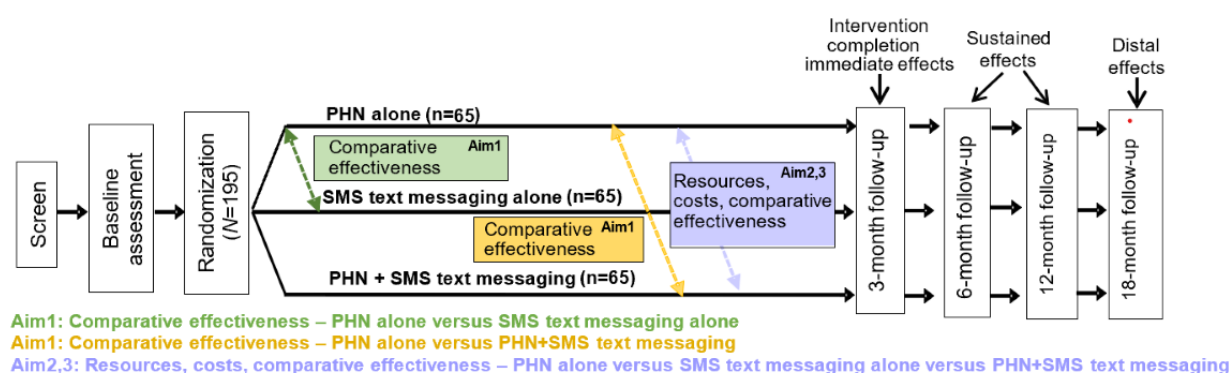 Screen
Baseline
assessment
Randomization
(N=195)
PHN alone (n=65)
Comparative
effectiveness
Aim1
SMS text messaging alone (n=65)
Comparative
effectiveness
Aim1
PHN + SMS text messaging (n=65)
Resources,
costs, comparative
effectiveness
Aim2,3
Intervention
completion
immediate effects
3-month follow-up
Sustained
effects
6-month follow-up
12-month follow-up
Distal
effects
18-month follow-up
Aim1: Comparative effectiveness – PHN alone versus SMS text messaging alone
Aim1: Comparative effectiveness – PHN alone versus PHN+SMS text messaging
Aim2,3: Resources, costs, comparative effectiveness – PHN alone versus SMS text messaging alone versus PHN+SMS text messaging